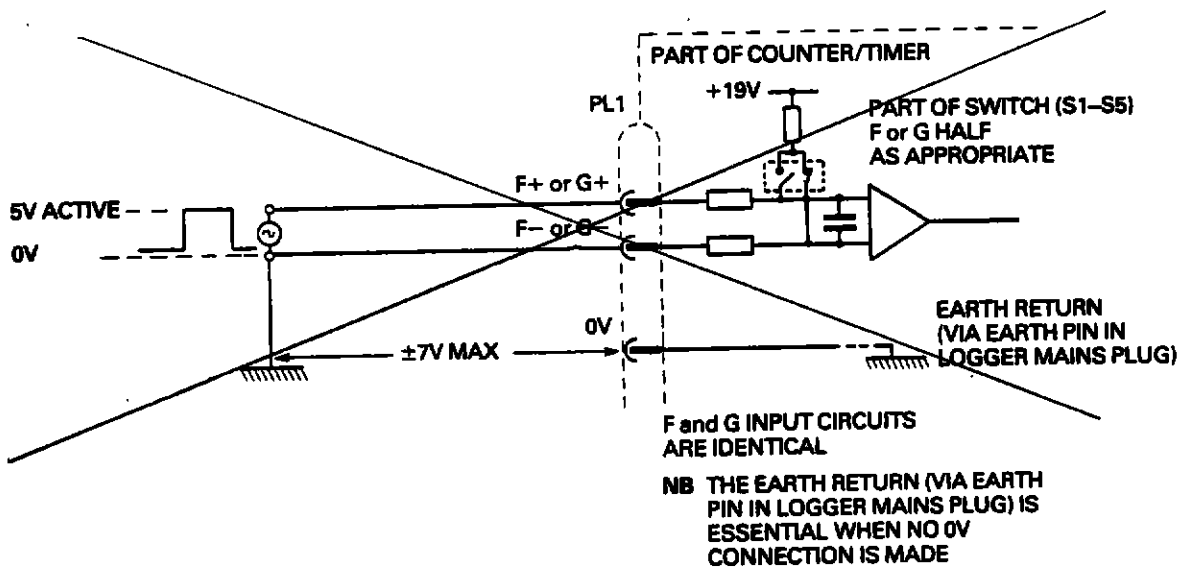 PART OF COUNTER/TIMER
PL1
+19V
PART OF SWITCH (S1–S5)
F or G HALF
AS APPROPRIATE
F+ or G+
5V ACTIVE
F– or G–
0V
0V
±7V MAX
EARTH RETURN
(VIA EARTH PIN IN
LOGGER MAINS PLUG)
F and G INPUT CIRCUITS
ARE IDENTICAL
NB THE EARTH RETURN (VIA EARTH
PIN IN LOGGER MAINS PLUG) IS
ESSENTIAL WHEN NO 0V
CONNECTION IS MADE